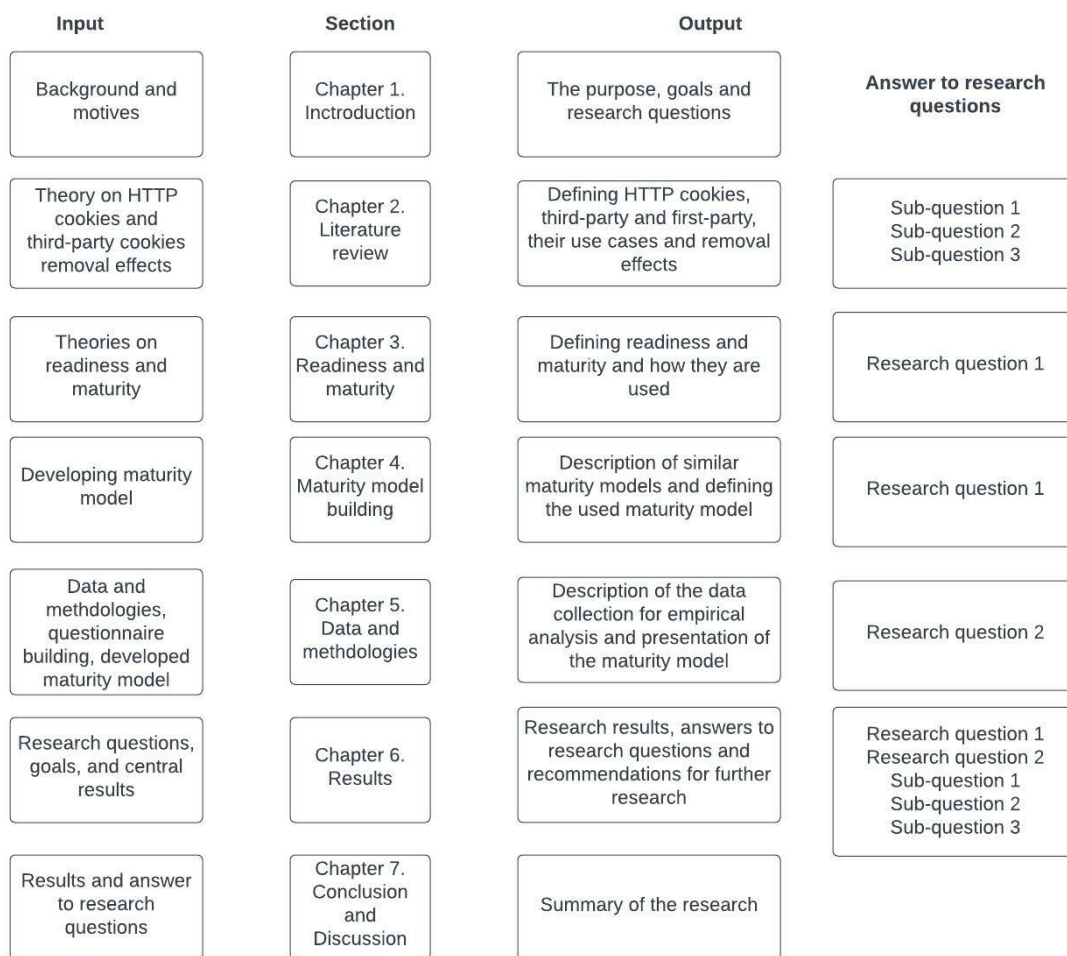 Input
Section
Output
Answer to research
questions
Background and
motives
Chapter 1.
Inctroduction
The purpose, goals and
research questions
Theory on HTTP
cookies and
third-party cookies
removal effects
Chapter 2.
Literature
review
Defining HTTP cookies,
third-party and first-party,
their use cases and removal
effects
Sub-question 1
Sub-question 2
Sub-question 3
Theories on
readiness and
maturity
Chapter 3.
Readiness and
maturity
Defining readiness and
maturity and how they are
used
Research question 1
Developing maturity
model
Chapter 4.
Maturity model
building
Description of similar
maturity models and defining
the used maturity model
Research question 1
Data and
methdologies,
questionnaire
building, developed
maturity model
Chapter 5.
Data and
methdologies
Description of the data
collection for empirical
analysis and presentation of
the maturity model
Research question 2
Research questions,
goals, and central
results
Chapter 6.
Results
Research results, answers to
research questions and
recommendations for further
research
Research question 1
Research question 2
Sub-question 1
Sub-question 2
Sub-question 3
Results and answer
to research
questions
Chapter 7.
Conclusion
and
Discussion
Summary of the research